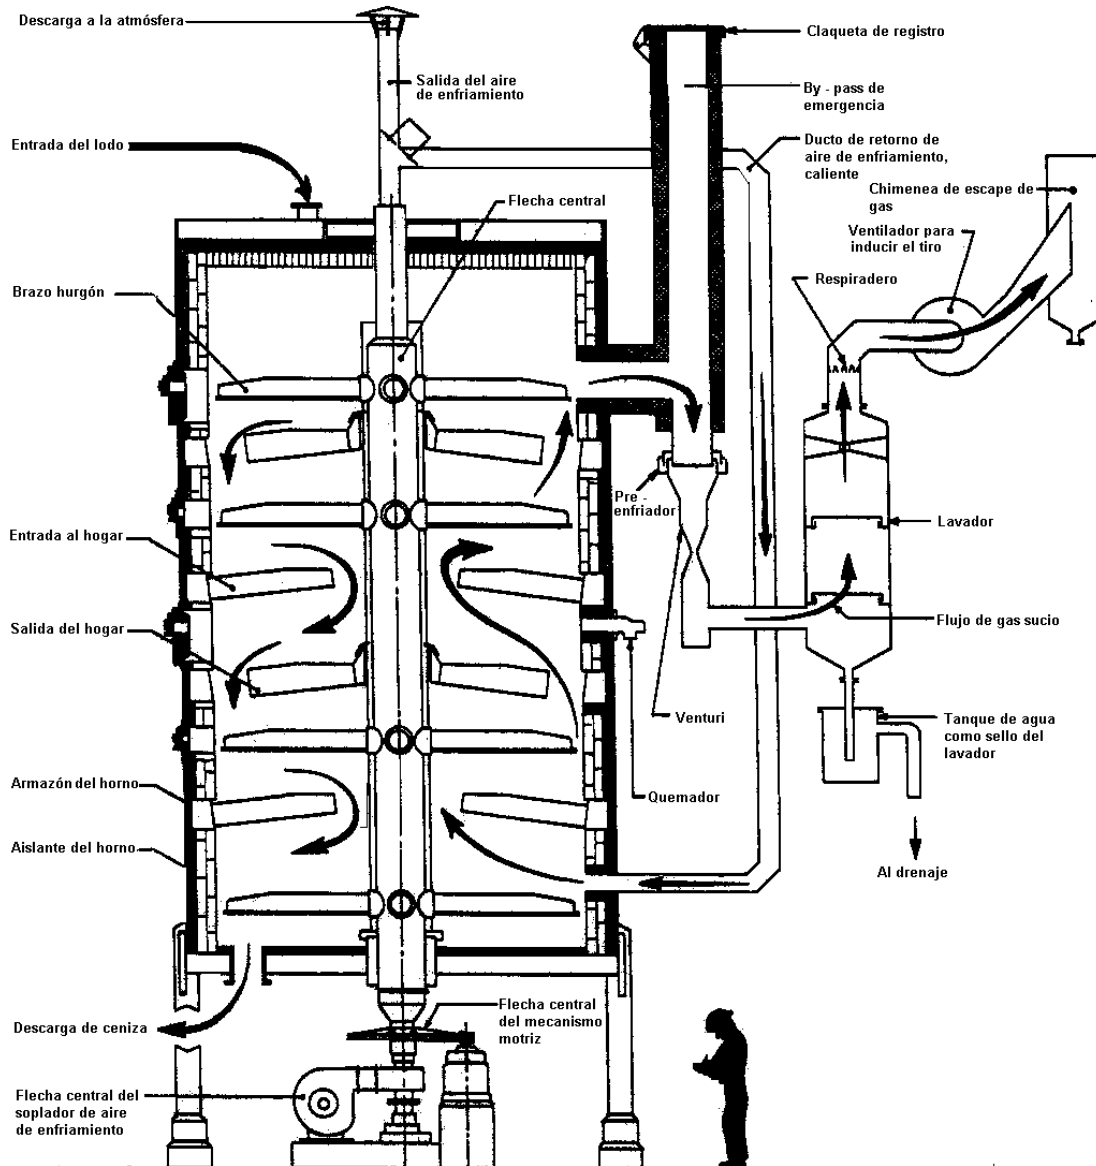 Descarga a la atmósfera
Salida del aire
de enfriamiento
Entrada del lodo
Flecha central
Brazo hurgón
Entrada al hogar
Salida del hogar
Armazón del horno
Aislante del horno
Descarga de ceniza
Flecha central del
soplador de aire
de enfriamiento
Flecha central
del mecanismo
motriz
Claqueta de registro
By - pass de
emergencia
Ducto de retorno de
aire de enfriamiento,
caliente
Chimenea de escape de
gas
Ventilador para
inducir el tiro
Respiradero
Pre -
enfriador
Lavador
Flujo de gas sucio
Venturi
Tanque de agua
como sello del
lavador
Quemador
Al drenaje